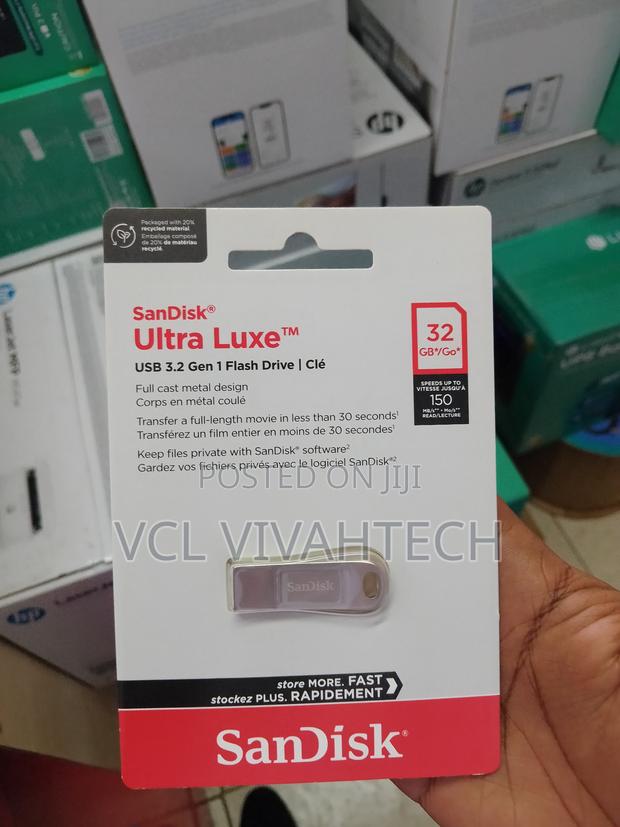 Packaged with 20%
recycled material
Emballage composé
de 20% de matériau
recyclé.
SanDisk®
Ultra Luxe™
USB 3.2 Gen 1 Flash Drive | Clé
Full cast metal design
Corps en métal coulé
Transfer a full-length movie in less than 30 seconds¹
Transférez un film entier en moins de 30 secondes¹
Keep files private with SanDisk® software²
Gardez vos fichiers privés avec le logiciel SanDisk®²
32
GB*/Go*
SPEEDS UP TO
VITESSE JUSQU'À
150
MB/s** • Mo/s**
READ/LECTURE
POSTED ON JIJI
VCL VIVAHTECH
SanDisk
store MORE. FAST
stockez PLUS. RAPIDEMENT
SanDisk®
hp